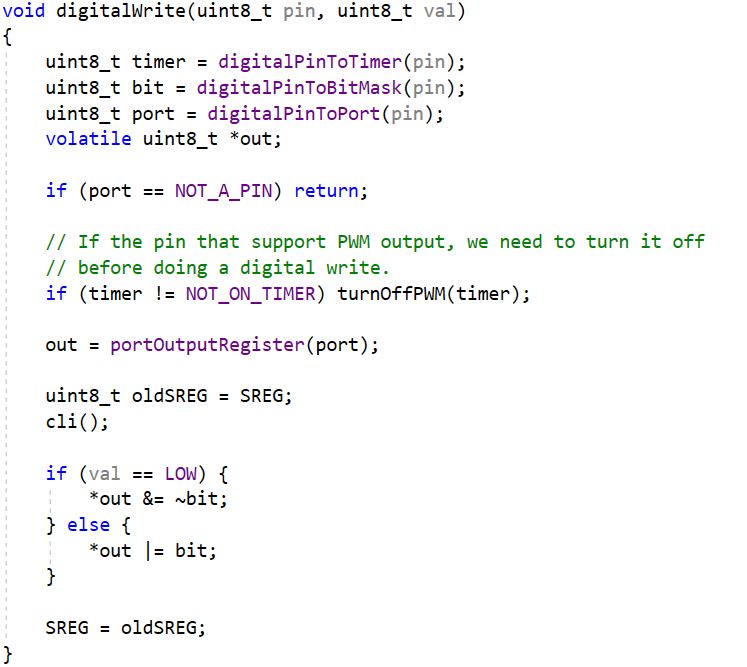 void digitalWrite(uint8_t pin, uint8_t val)
{
    uint8_t timer = digitalPinToTimer(pin);
    uint8_t bit = digitalPinToBitMask(pin);
    uint8_t port = digitalPinToPort(pin);
    volatile uint8_t *out;

    if (port == NOT_A_PIN) return;

    // If the pin that support PWM output, we need to turn it off
    // before doing a digital write.
    if (timer != NOT_ON_TIMER) turnOffPWM(timer);

    out = portOutputRegister(port);

    uint8_t oldSREG = SREG;
    cli();

    if (val == LOW) {
        *out &= ~bit;
    } else {
        *out |= bit;
    }

    SREG = oldSREG;
}